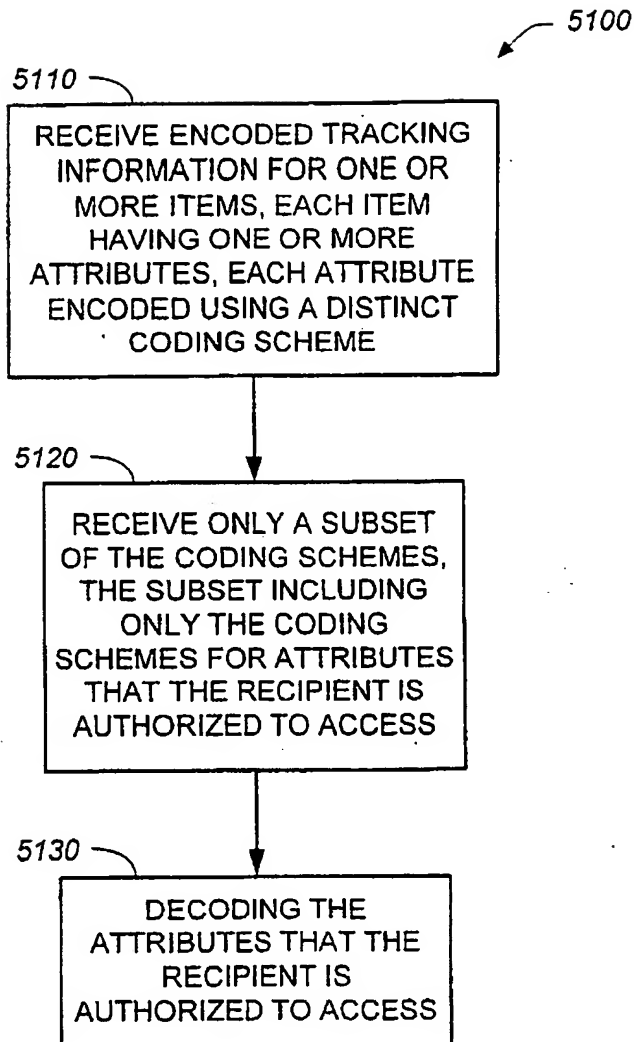 5100
5110
RECEIVE ENCODED TRACKING
INFORMATION FOR ONE OR
MORE ITEMS, EACH ITEM
HAVING ONE OR MORE
ATTRIBUTES, EACH ATTRIBUTE
ENCODED USING A DISTINCT
CODING SCHEME
5120
RECEIVE ONLY A SUBSET
OF THE CODING SCHEMES,
THE SUBSET INCLUDING
ONLY THE CODING
SCHEMES FOR ATTRIBUTES
THAT THE RECIPIENT IS
AUTHORIZED TO ACCESS
5130
DECODING THE
ATTRIBUTES THAT THE
RECIPIENT IS
AUTHORIZED TO ACCESS